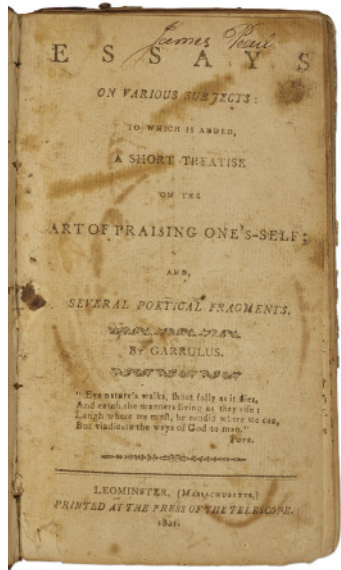 James Pearl
ESSAYS
ON VARIOUS SUBJECTS:
TO WHICH IS ADDED,
A SHORT TREATISE
ON THE
ART OF PRAISING ONE'S-SELF;
AND,
SEVERAL POETICAL FRAGMENTS.
BY GARRULUS.
"Eye nature's walks, shoot folly as it flies,
And catch the manners living as they rise:
Laugh where we must, be candid where we can,
But vindicate the ways of God to man."
POPE.
LEOMINSTER, (MASSACHUSETTS,)
PRINTED AT THE PRESS OF THE TELESCOPE.
1801.